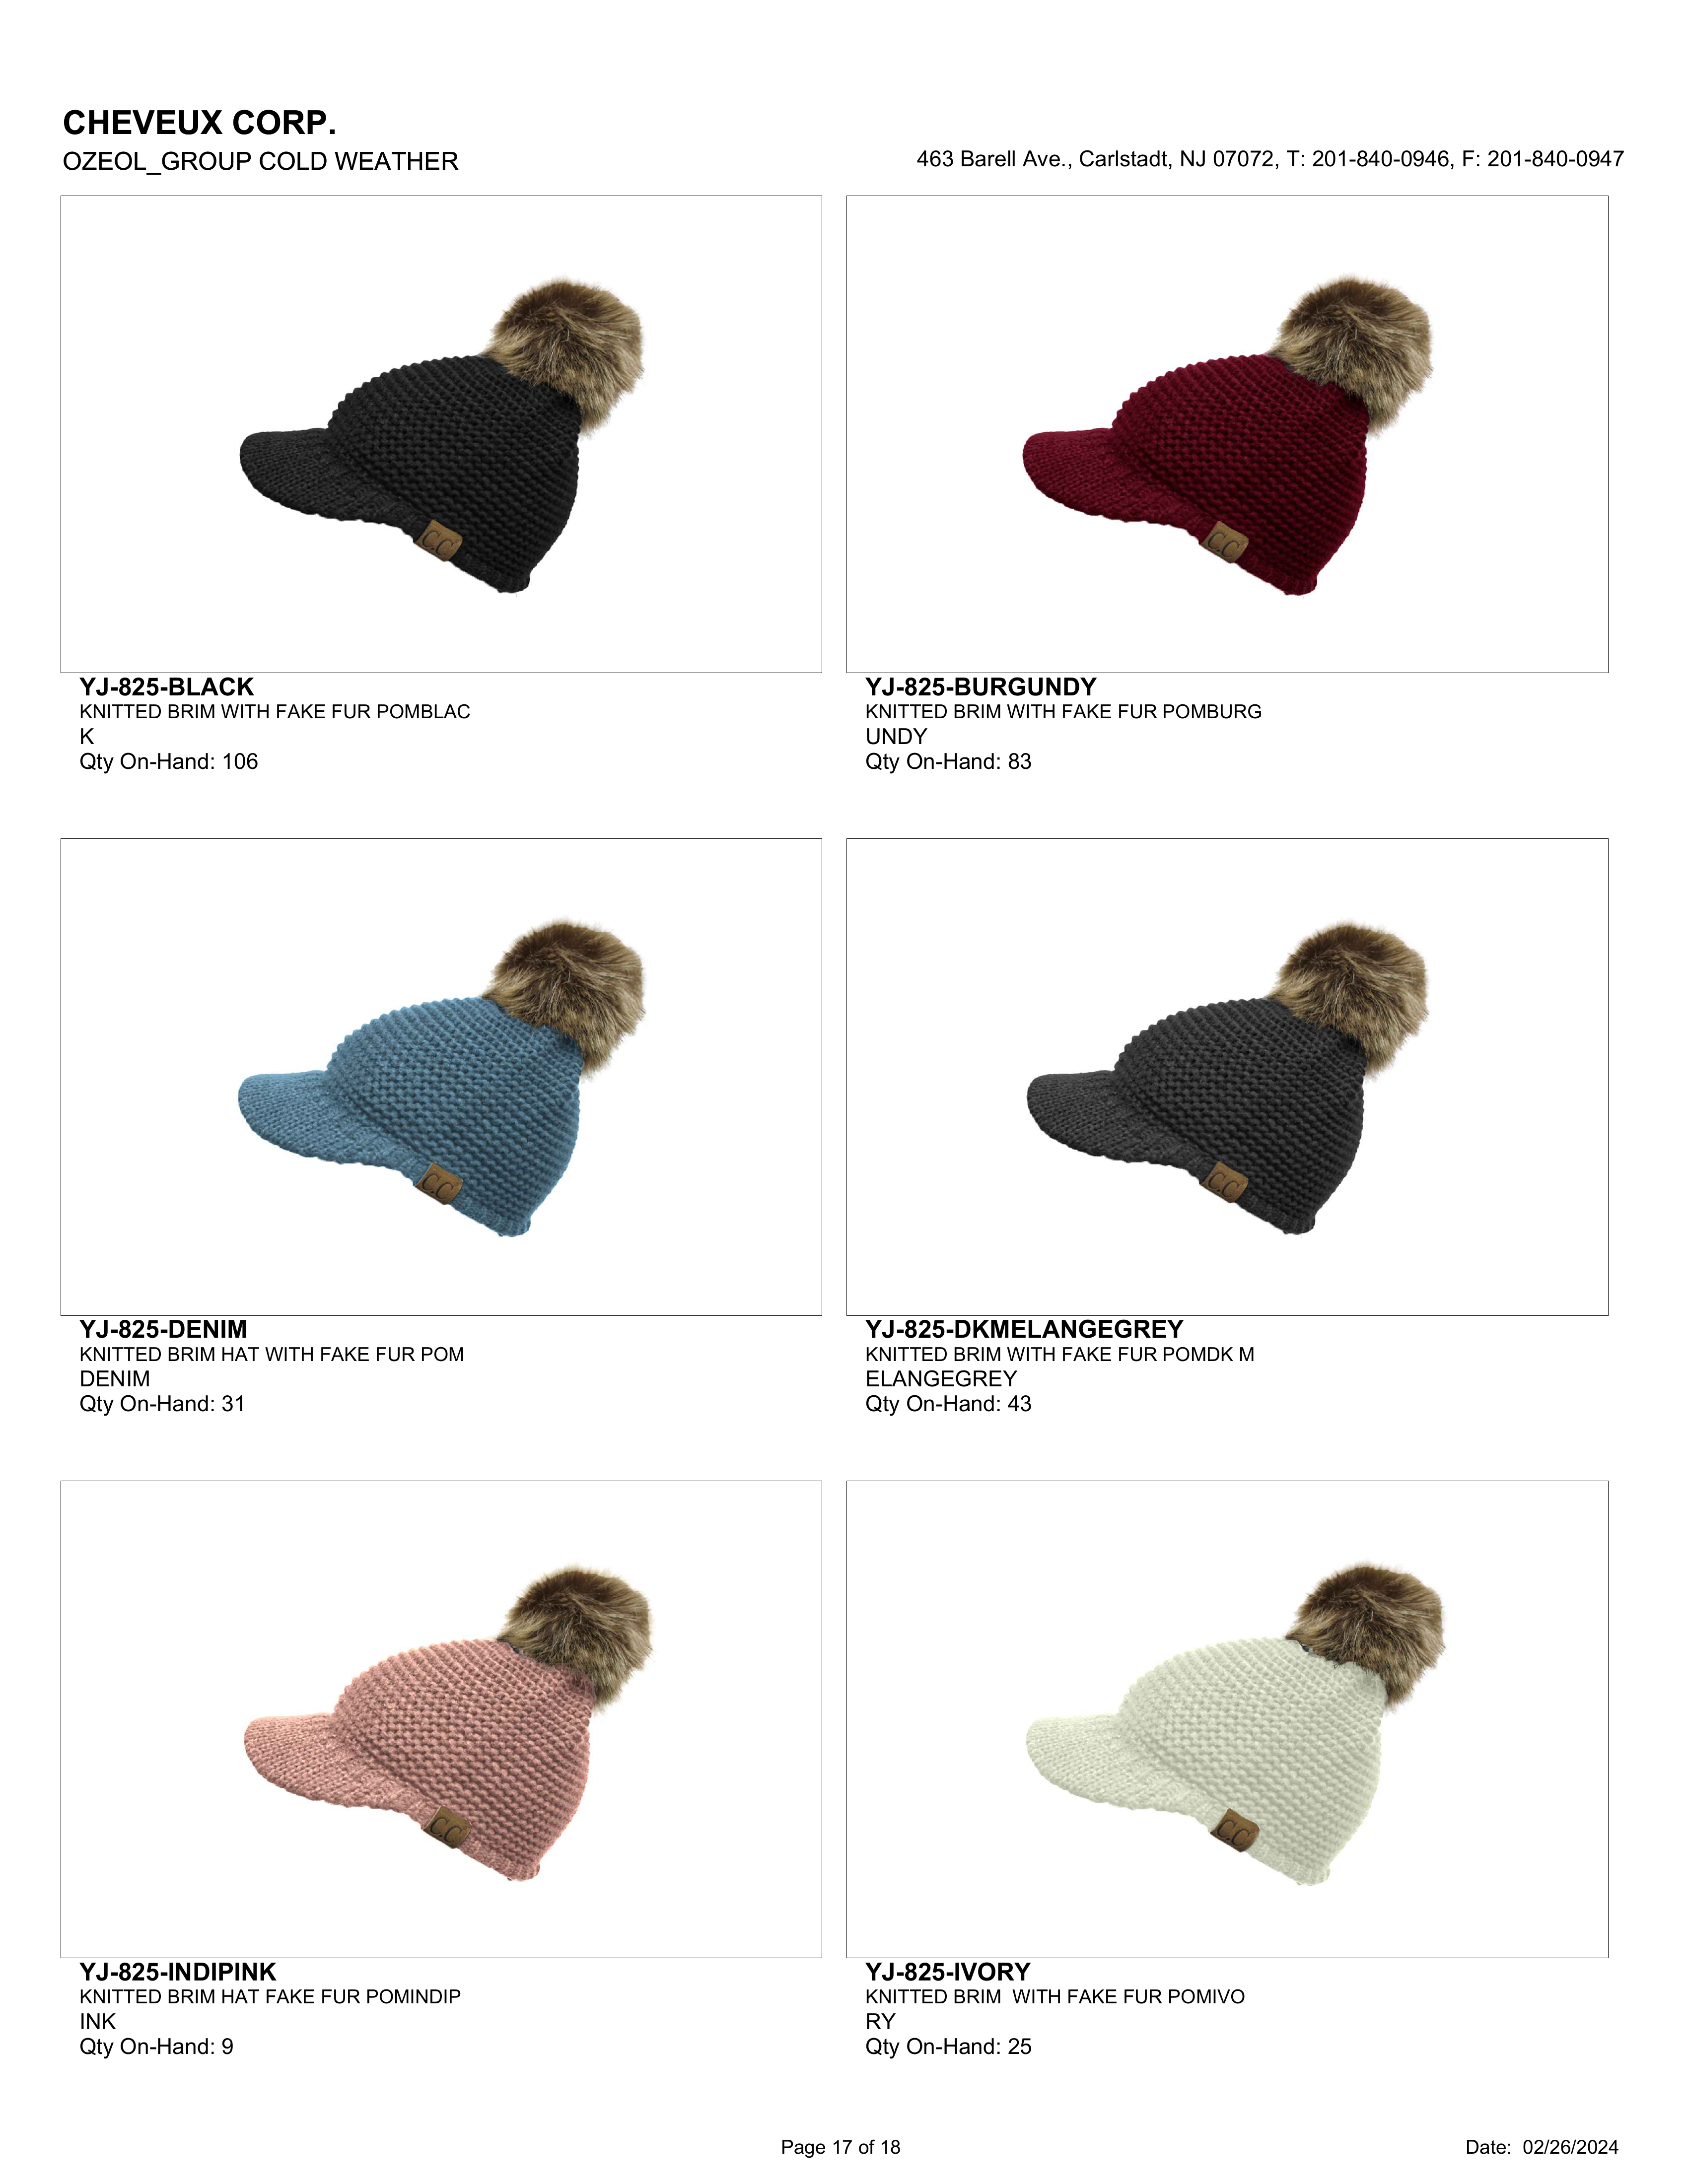 CHEVEUX CORP.
OZEOL_GROUP COLD WEATHER
463 Barell Ave., Carlstadt, NJ 07072, T: 201-840-0946, F: 201-840-0947
C.C
YJ-825-BLACK
KNITTED BRIM WITH FAKE FUR POMBLAC
K
Qty On-Hand: 106
C.C
YJ-825-BURGUNDY
KNITTED BRIM WITH FAKE FUR POMBURG
UNDY
Qty On-Hand: 83
C.C
YJ-825-DENIM
KNITTED BRIM HAT WITH FAKE FUR POM
DENIM
Qty On-Hand: 31
C.C
YJ-825-DKMELANGEGREY
KNITTED BRIM WITH FAKE FUR POMDK M
ELANGEGREY
Qty On-Hand: 43
C.C
YJ-825-INDIPINK
KNITTED BRIM HAT FAKE FUR POMINDIP
INK
Qty On-Hand: 9
C.C
YJ-825-IVORY
KNITTED BRIM  WITH FAKE FUR POMIVO
RY
Qty On-Hand: 25
Page 17 of 18
Date:  02/26/2024